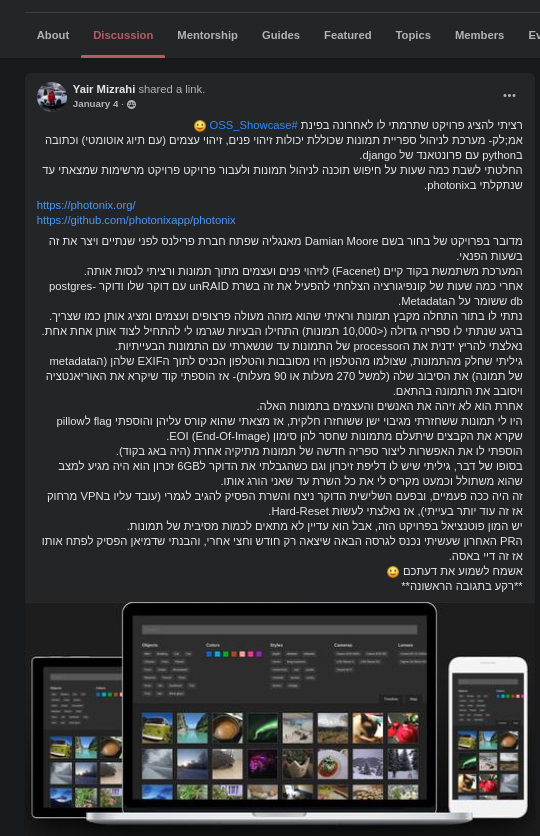 About Discussion Mentorship Guides Featured Topics Members Ev
Yair Mizrahi shared a link.
January 4 ·
רציתי להציג פרויקט שתרמתי לו לאחרונה בפינת #OSS_Showcase 😃
אמ;לק- מערכת לניהול ספריית תמונות שכוללת יכולות זיהוי פנים, זיהוי עצמים (עם תיוג אוטומטי) וכתובה
בpython עם פרונטאנד של django.
החלטתי לשבת כמה שעות על חיפוש תוכנה לניהול תמונות ולעבור פרויקט פרויקט מרשימות שמצאתי עד
שנתקלתי בphotonix.
https://photonix.org/
https://github.com/photonixapp/photonix
מדובר בפרויקט של בחור בשם Damian Moore מאנגליה שפתח חברת פרילנס לפני שנתיים ויצר את זה
בשעות הפנאי.
המערכת משתמשת בקוד קיים (Facenet) לזיהוי פנים ועצמים מתוך תמונות ורציתי לנסות אותה.
אחרי כמה שעות של קונפיגורציה הצלחתי להפעיל את זה בשרת unRAID עם דוקר שלו ודוקר postgres-
db ששומר על הMetadata.
נתתי לו בתור התחלה מקבץ תמונות וראיתי שהוא מזהה מעולה פרצופים ועצמים ומציג אותן כמו שצריך.
ברגע שנתתי לו ספריה גדולה (<10,000 תמונות) התחילו הבעיות שגרמו לי להתחיל לצוד אותן אחת אחת.
נאלצתי להריץ ידנית את הprocessor של התמונות עד שנשארתי עם התמונות הבעייתיות.
גיליתי שחלק מהתמונות, שצולמו מהטלפון היו מסובבות והטלפון הכניס לתוך הEXIF שלהן (הmetadata
של תמונה) את הסיבוב שלה (למשל 270 מעלות או 90 מעלות)- אז הוספתי קוד שיקרא את האוריאנטציה
ויסובב את התמונה בהתאם.
אחרת הוא לא זיהה את האנשים והעצמים בתמונות האלה.
היו לי תמונות ששחזרתי מגיבוי ישן ששוחזרו חלקית, אז מצאתי שהוא קורס עליהן והוספתי flag לpillow
שקרא את הקבצים שיתעלם מתמונות שחסר להן סימון EOI (End-Of-Image).
הוספתי לו את האפשרות ליצור ספריה חדשה של תמונות מתיקיה אחרת (היה באג בקוד).
בסופו של דבר, גיליתי שיש לו דליפת זיכרון וגם כשהגבלתי את הדוקר ל6GB זכרון הוא היה מגיע למצב
שהוא משתולל וכמעט מקריס לי את כל השרת עד שאני הורג אותו.
זה היה ככה פעמיים, ובפעם השלישית הדוקר ניצח והשרת הפסיק להגיב לגמרי (עובד עליו בVPN מרחוק
אז זה עוד יותר בעייתי), אז נאלצתי לעשות Hard-Reset.
יש המון פוטנציאל בפרויקט הזה, אבל הוא עדיין לא מתאים לכמות מסיבית של תמונות.
הPR האחרון שעשיתי נכנס לגרסה הבאה שיצאה רק חודש וחצי אחרי, והבנתי שדמיאן הפסיק לפתח אותו
אז זה דיי באסה.
אשמח לשמוע את דעתכם 😃
**רקע בתגובה הראשונה**
Objects Colors Styles Cameras Lenses